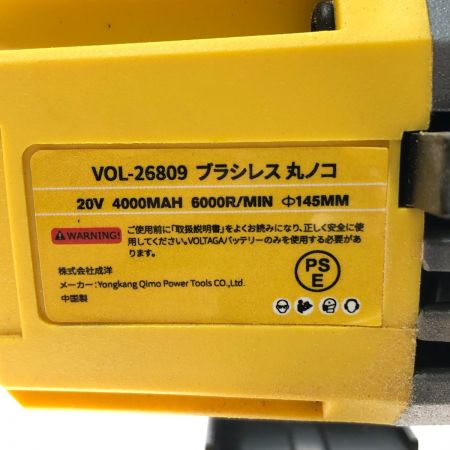 VOL-26809 ブラシレス 丸ノコ
20V 4000MAH 6000R/MIN Φ145MM
WARNING!
ご使用前に「取扱説明書」をよくお読みになり、正しく安全に使
用してください。VOLTAGAバッテリーのみを使用する必要があ
ります。
株式会社成洋
メーカー:Yongkang Qimo Power Tools CO.,Ltd.
中国製
PS
E